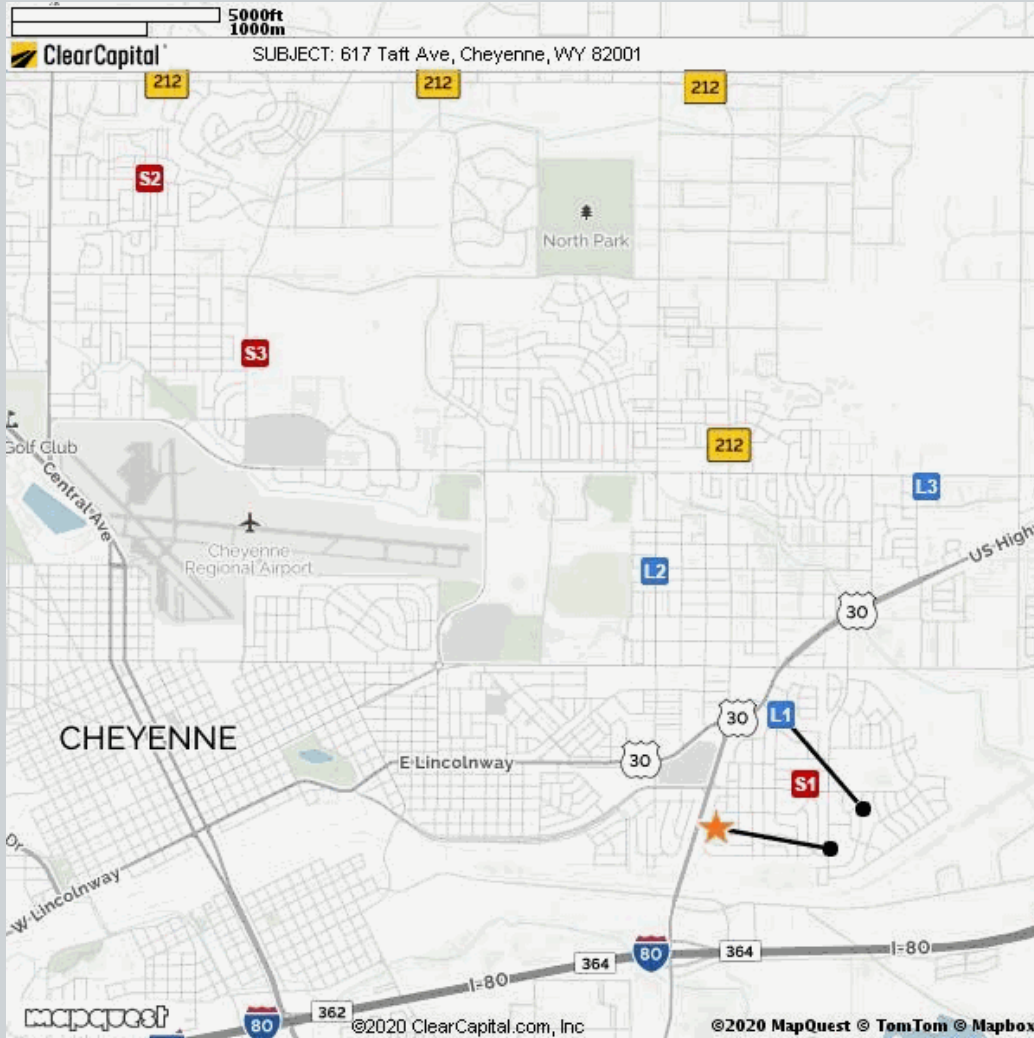 5000ft
1000m
ClearCapital
SUBJECT: 617 Taft Ave, Cheyenne, WY 82001
212
212
212
S2
North Park
S3
212
Golf Club
Central Ave
L3
Cheyenne
Regional Airport
US High
L2
30
CHEYENNE
30
L1
E Lincolnway
30
S1
Dr
W Lincolnway
80
364
364
I-80
I-80
362
80
mapquest
©2020 ClearCapital.com, Inc
©2020 MapQuest © TomTom © Mapbox